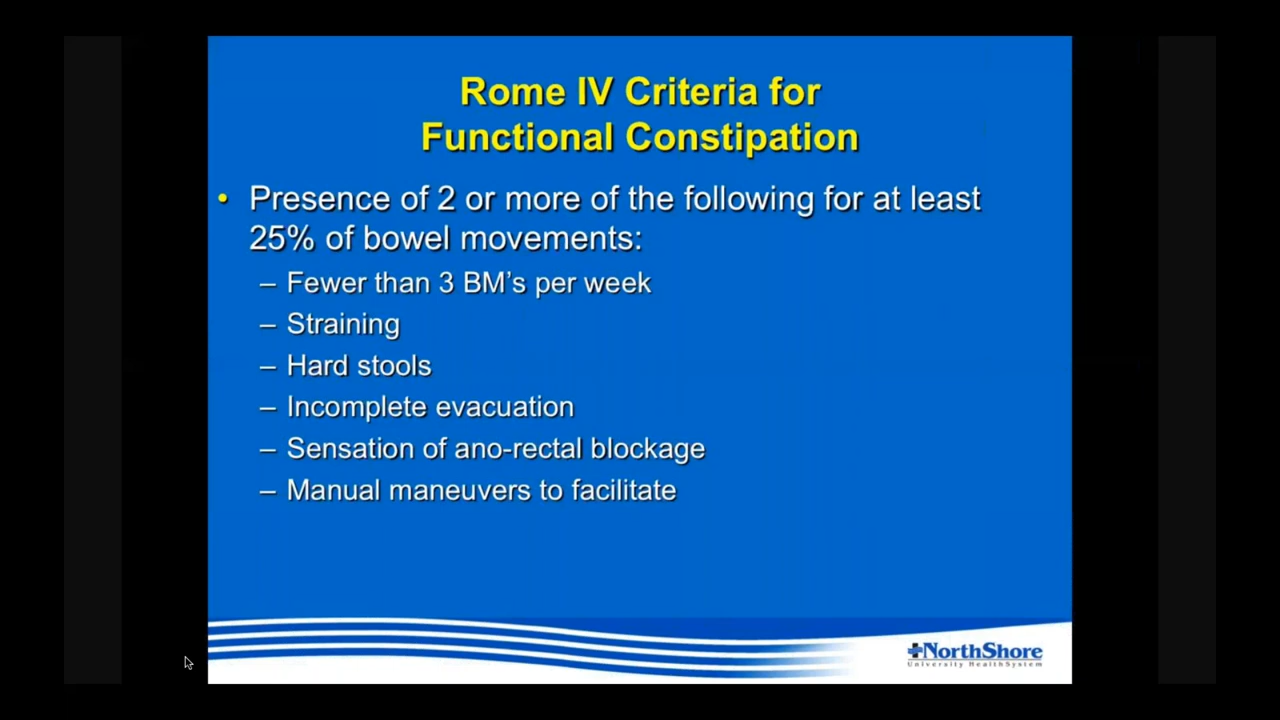 Rome IV Criteria for
Functional Constipation
• Presence of 2 or more of the following for at least
25% of bowel movements:
– Fewer than 3 BM's per week
– Straining
– Hard stools
– Incomplete evacuation
– Sensation of ano-rectal blockage
– Manual maneuvers to facilitate
NorthShore
University HealthSystem